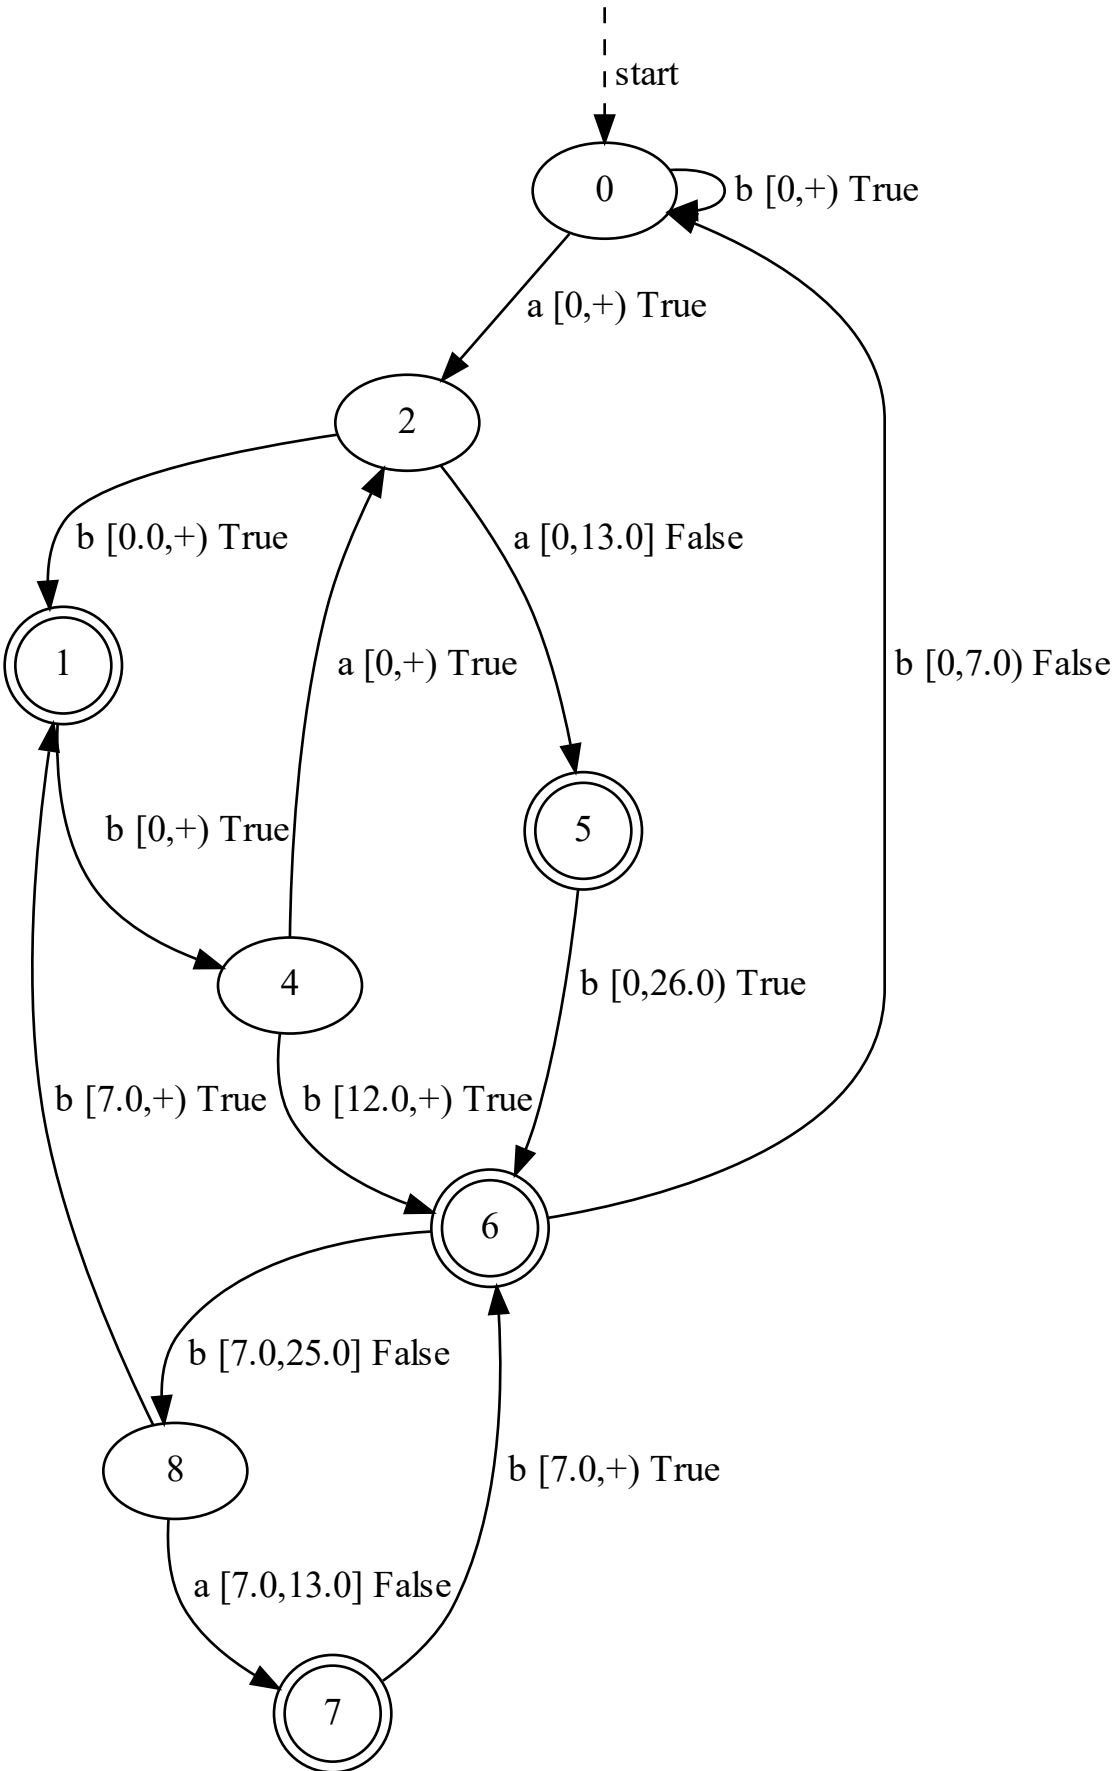 start
0
b [0,+) True
a [0,+) True
2
b [0.0,+) True
a [0,13.0] False
1
a [0,+) True
b [0,7.0) False
b [0,+) True
5
4
b [0,26.0) True
b [7.0,+) True
b [12.0,+) True
6
b [7.0,25.0] False
8
b [7.0,+) True
a [7.0,13.0] False
7